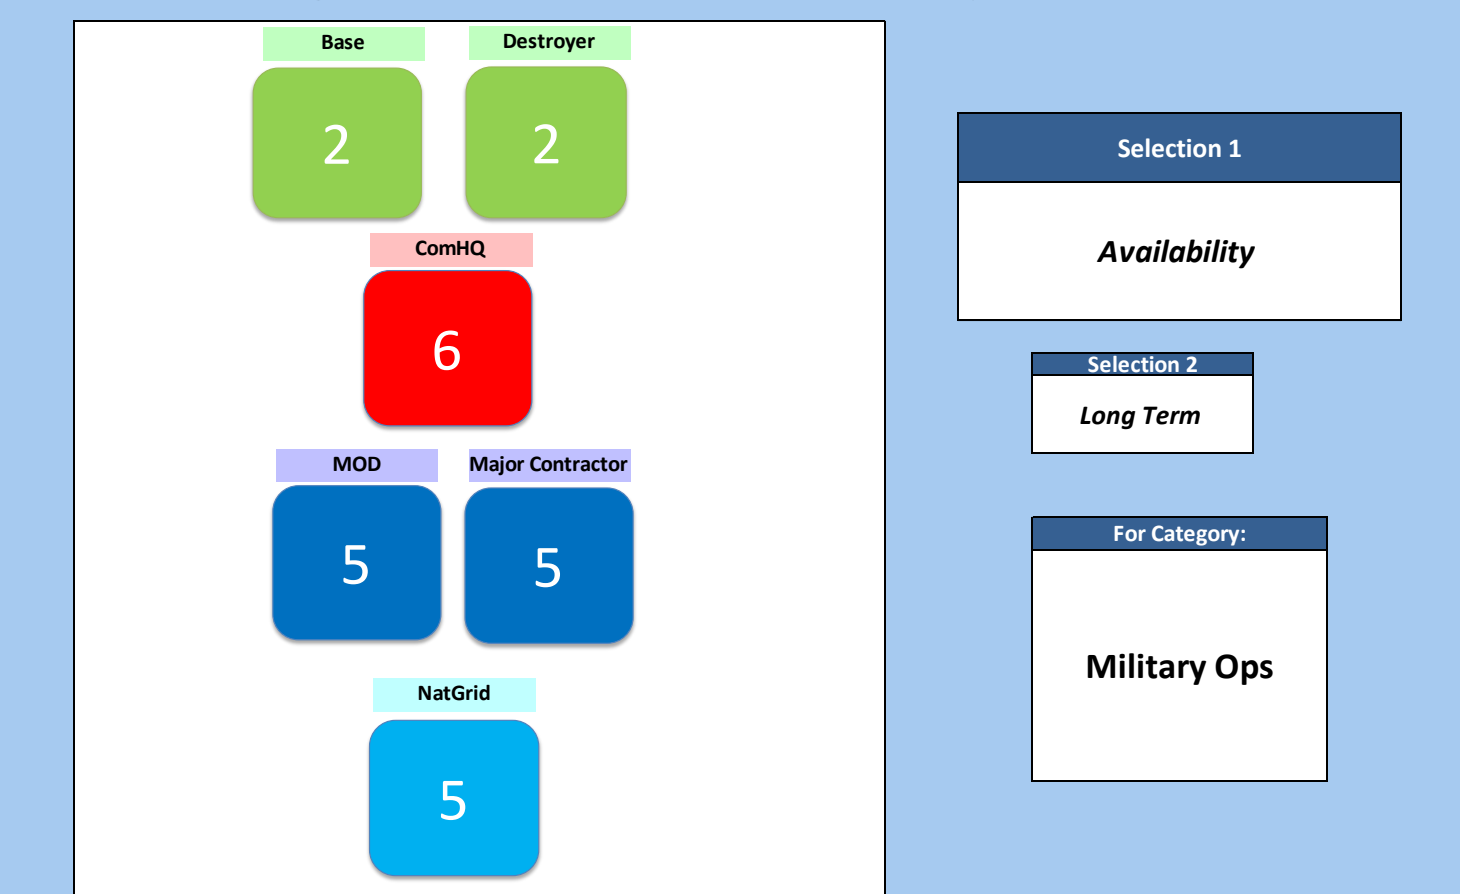 Base
Destroyer
2
2
ComHQ
6
MOD
Major Contractor
5
5
NatGrid
5
Selection 1
Availability
Selection 2
Long Term
For Category:
Military Ops